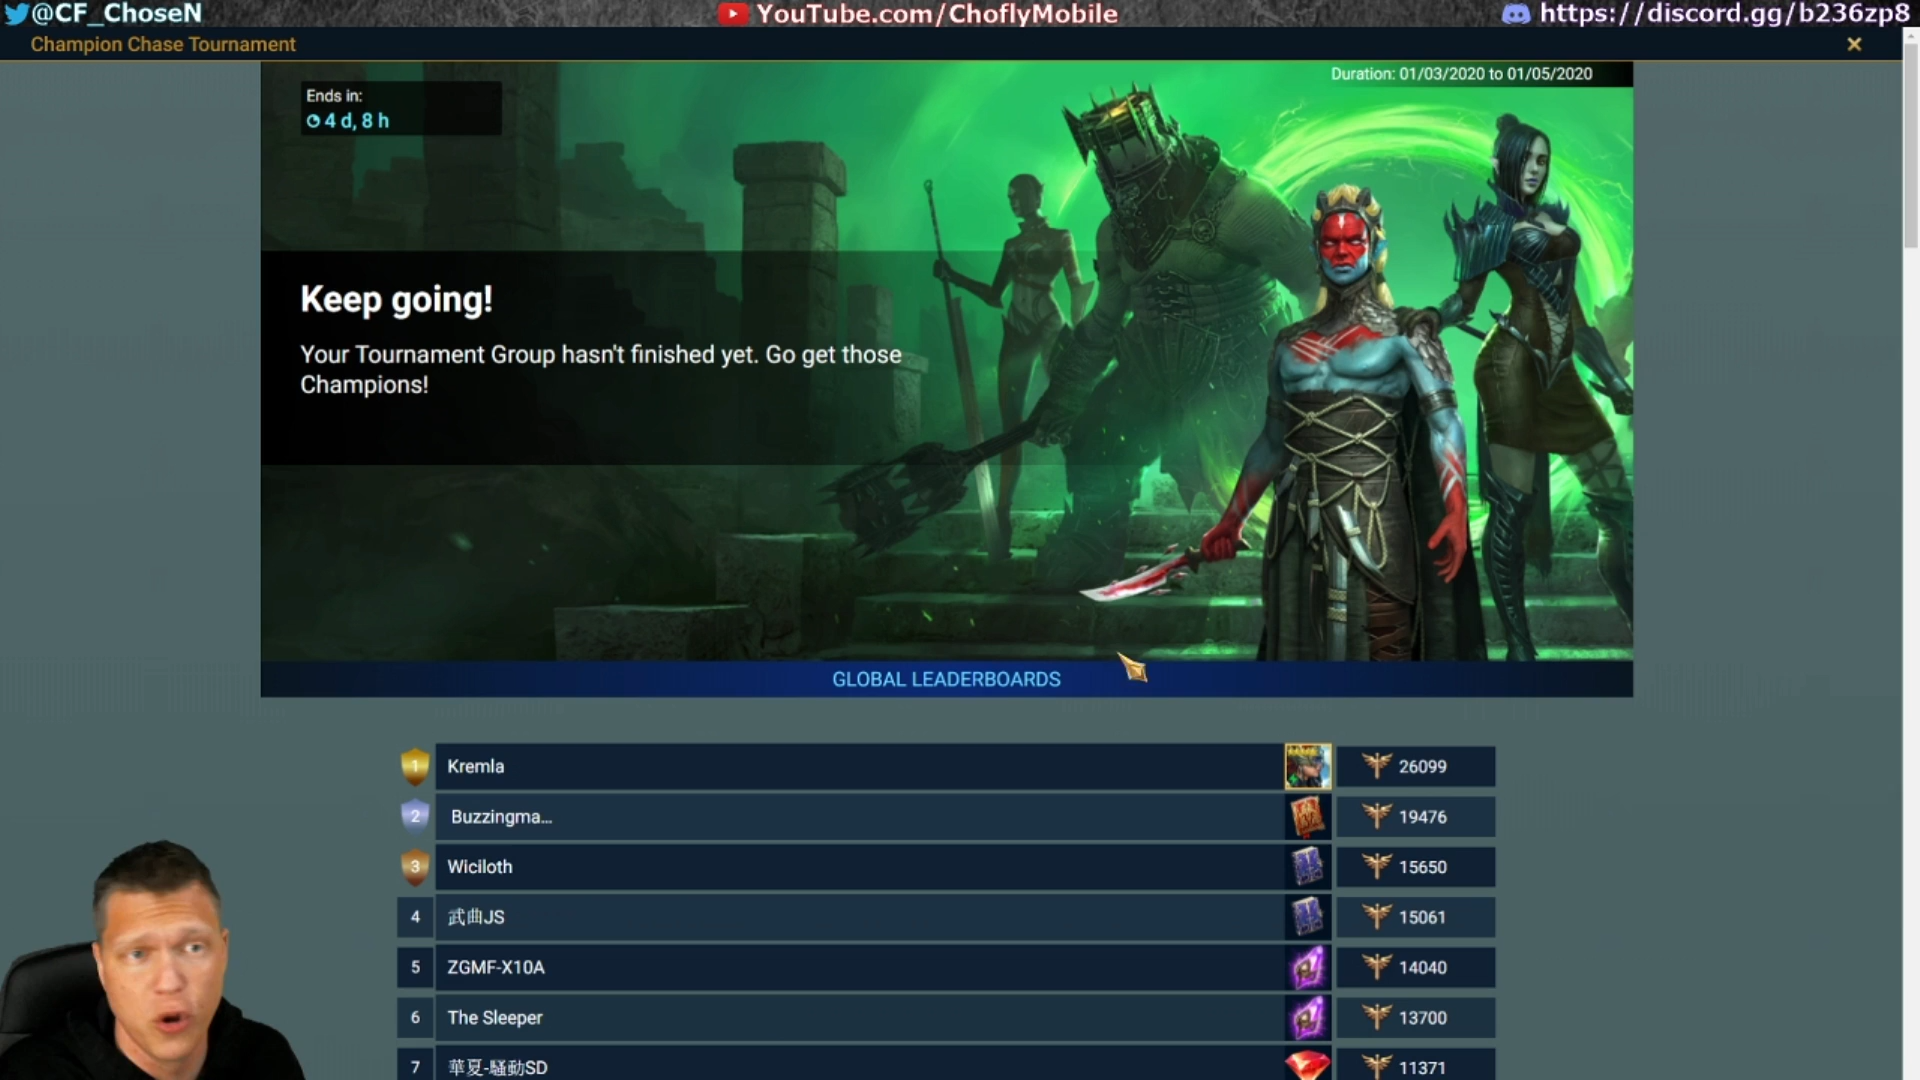 @CF_ChoseN
YouTube.com/ChoflyMobile
https://discord.gg/b236zp8
Champion Chase Tournament
Duration: 01/03/2020 to 01/05/2020
Ends in:
4 d, 8 h
Keep going!
Your Tournament Group hasn't finished yet. Go get those
Champions!
GLOBAL LEADERBOARDS
1 Kremla 26099
2 Buzzingma... 19476
3 Wiciloth 15650
4 武曲JS 15061
5 ZGMF-X10A 14040
6 The Sleeper 13700
7 華夏-騷動SD 11371